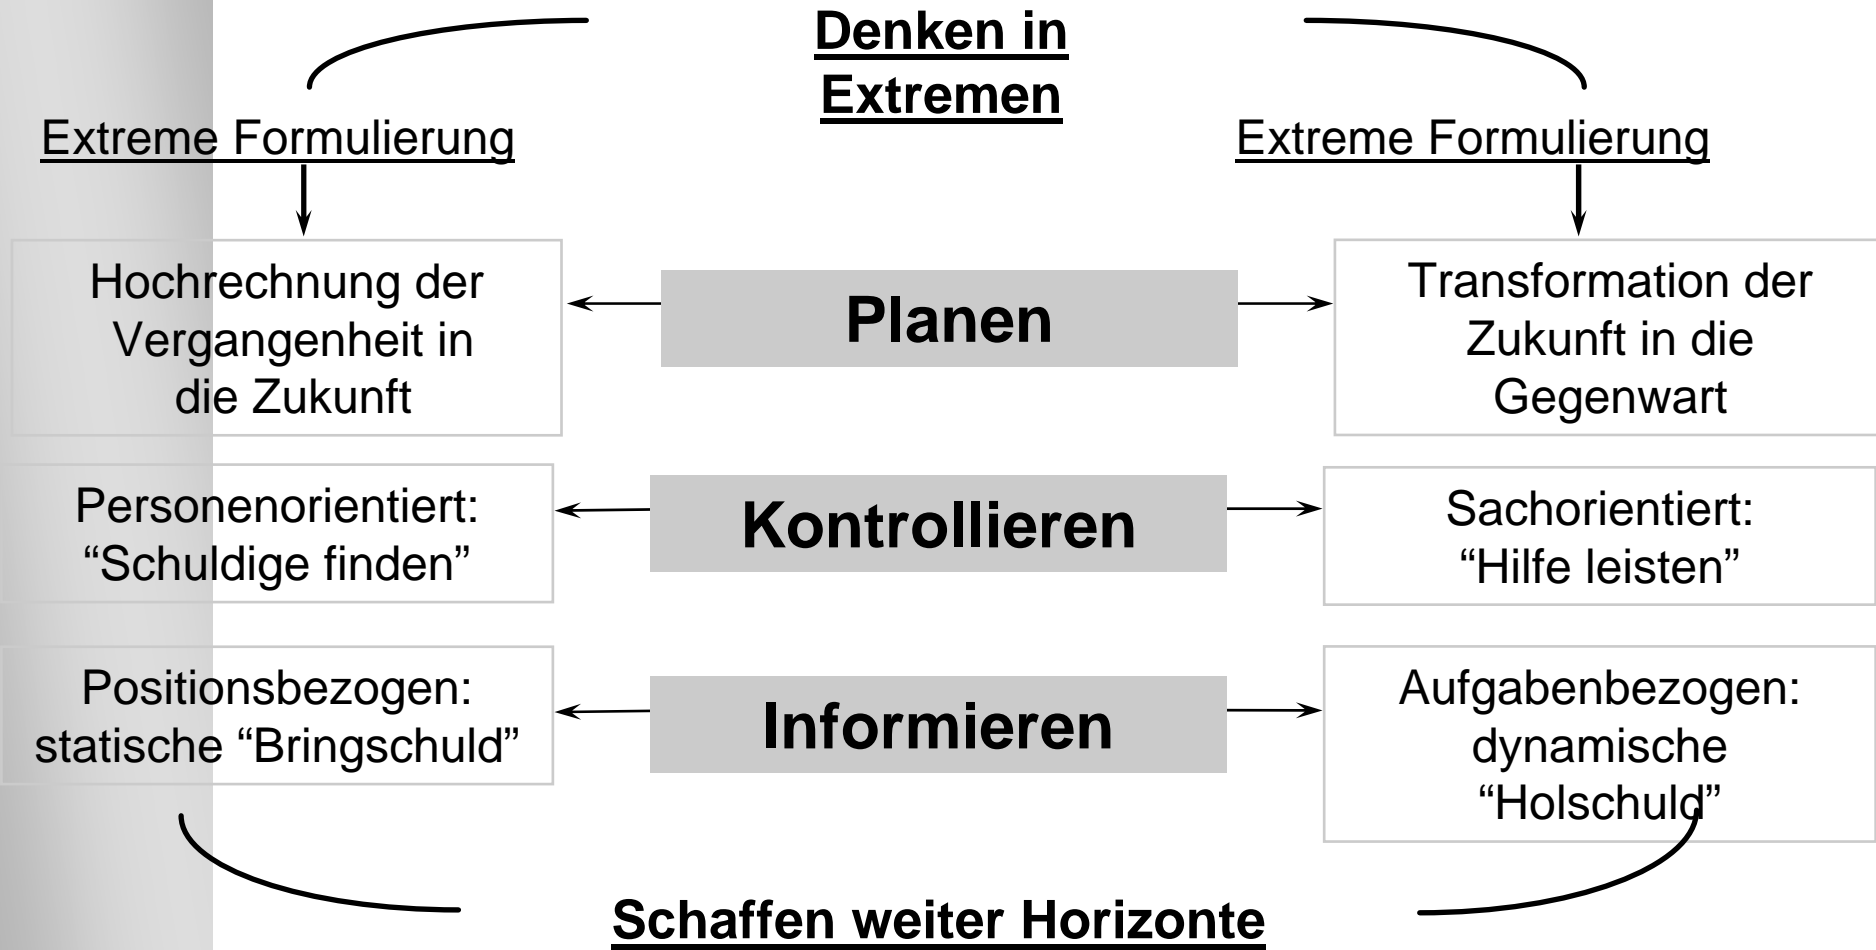 Denken in
Extremen
Extreme Formulierung
Extreme Formulierung
Hochrechnung der
Vergangenheit in
die Zukunft
Planen
Transformation der
Zukunft in die
Gegenwart
Personenorientiert:
“Schuldige finden”
Kontrollieren
Sachorientiert:
“Hilfe leisten”
Positionsbezogen:
statische “Bringschuld”
Informieren
Aufgabenbezogen:
dynamische
“Holschuld”
Schaffen weiter Horizonte